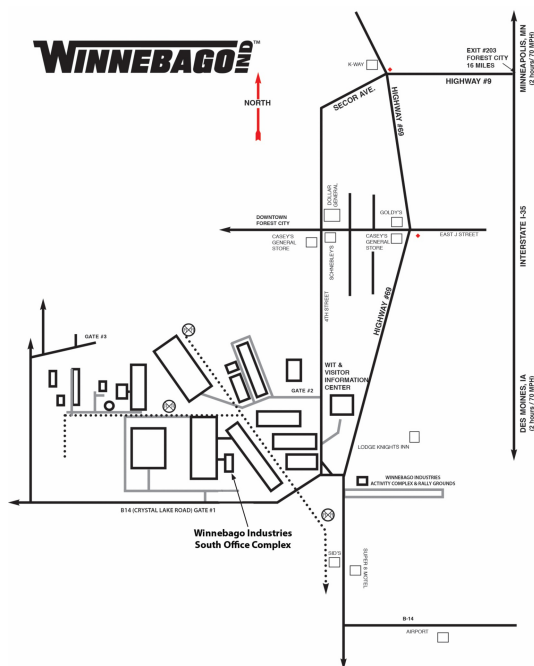 WINNEBAGO IND™
NORTH
K-WAY
EXIT #203
FOREST CITY
16 MILES
HIGHWAY #9
MINNEAPOLIS, MN
(2 hours/ 70 MPH)
SECOR AVE.
HIGHWAY #69
DOLLAR
GENERAL
DOWNTOWN
FOREST CITY
GOLDY'S
CASEY'S
GENERAL
STORE
SCHNEBLEY'S
CASEY'S
GENERAL
STORE
EAST J STREET
INTERSTATE I-35
4TH STREET
HIGHWAY #69
GATE #3
WIT &
VISITOR
INFORMATION
CENTER
GATE #2
DES MOINES, IA
(2 hours / 70 MPH)
LODGE KNIGHTS INN
WINNEBAGO INDUSTRIES
ACTIVITY COMPLEX & RALLY GROUNDS
B14 (CRYSTAL LAKE ROAD) GATE #1
Winnebago Industries
South Office Complex
SID'S
SUPER 8 MOTEL
B-14
AIRPORT